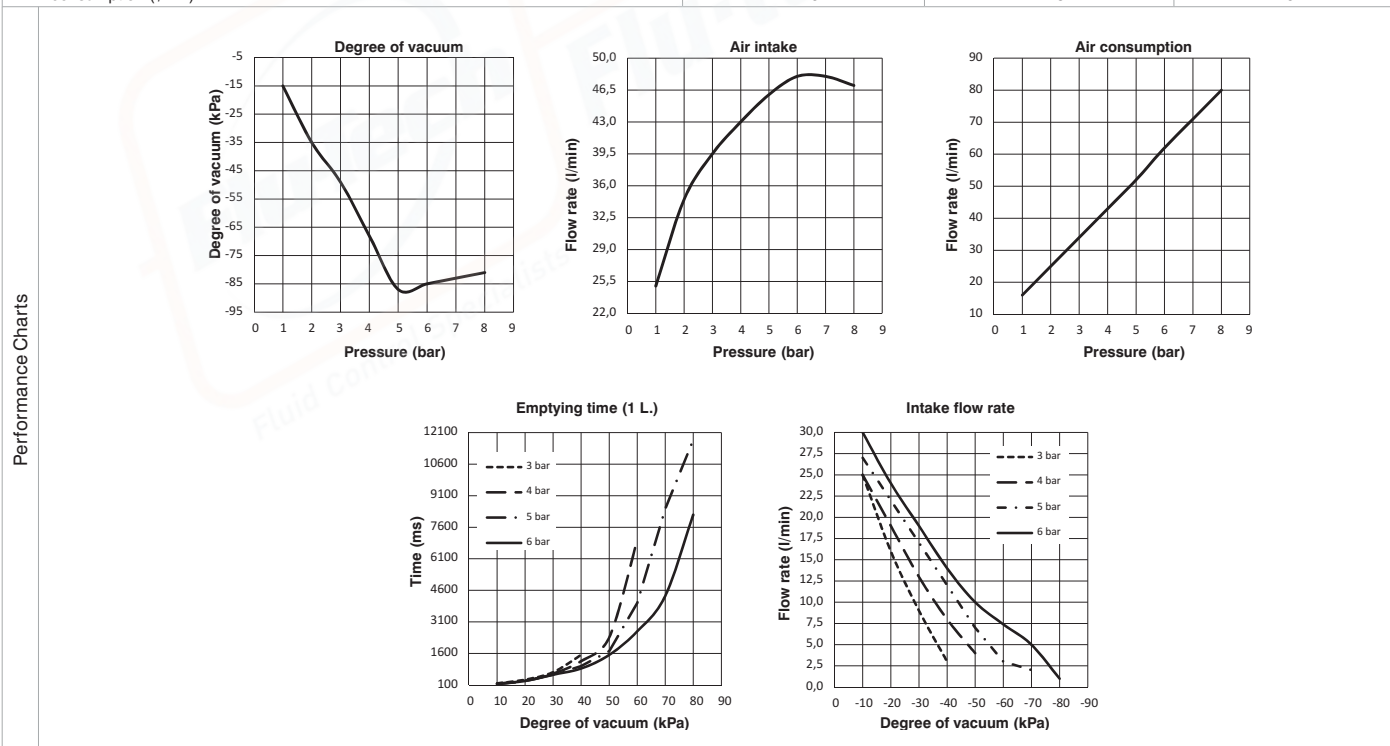 Performance Charts
Degree of vacuum
Degree of vacuum (kPa)
-5
-15
-25
-35
-45
-55
-65
-75
-85
-95
0 1 2 3 4 5 6 7 8 9
Pressure (bar)
Air intake
Flow rate (l/min)
50,0
46,5
43,0
39,5
36,0
32,5
29,0
25,5
22,0
0 1 2 3 4 5 6 7 8 9
Pressure (bar)
Air consumption
Flow rate (l/min)
90
80
70
60
50
40
30
20
10
0 1 2 3 4 5 6 7 8 9
Pressure (bar)
Fluid Control Specialists
Emptying time (1 L.)
Time (ms)
12100
10600
9100
7600
6100
4600
3100
1600
100
3 bar
4 bar
5 bar
6 bar
0 10 20 30 40 50 60 70 80 90
Degree of vacuum (kPa)
Intake flow rate
Flow rate (l/min)
30,0
27,5
25,0
22,5
20,0
17,5
15,0
12,5
10,0
7,5
5,0
2,5
0,0
3 bar
4 bar
5 bar
6 bar
0 -10 -20 -30 -40 -50 -60 -70 -80 -90
Degree of vacuum (kPa)